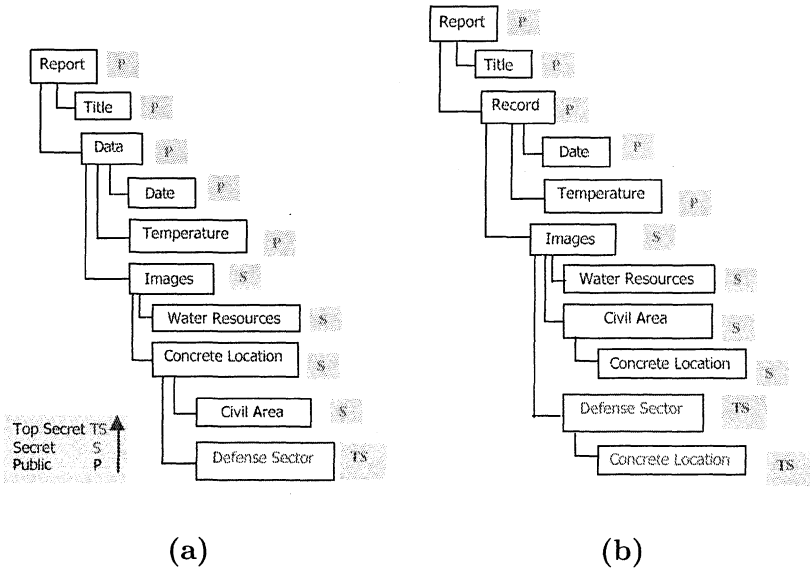 Report P
Title P
Data P
Date P
Temperature P
Images S
Water Resources S
Concrete Location S
Civil Area S
Defense Sector TS
Top Secret TS
Secret S
Public P
(a)
Report P
Title P
Record P
Date P
Temperature P
Images S
Water Resources S
Civil Area S
Concrete Location S
Defense Sector TS
Concrete Location TS
(b)